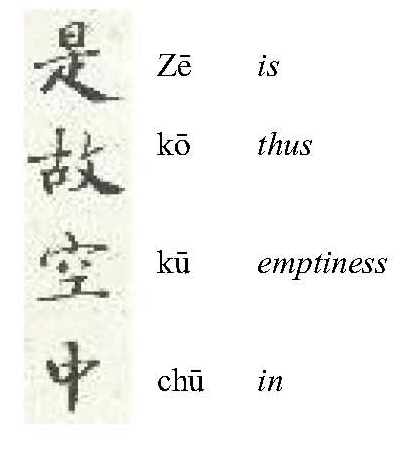 是 Zē is
故 kō thus
空 kū emptiness
中 chū in